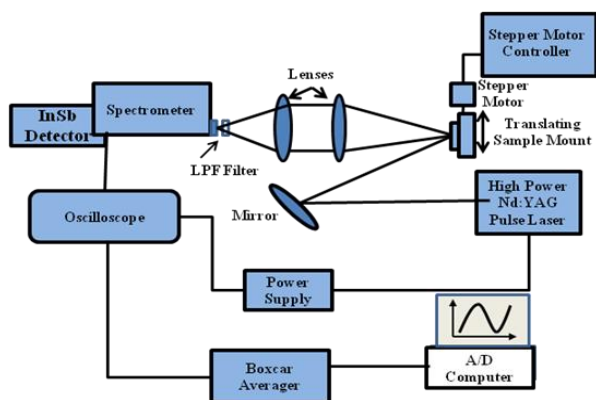 Stepper Motor
Controller
Lenses
Spectrometer
Stepper
Motor
InSb
Detector
Translating
Sample Mount
LPF Filter
High Power
Nd:YAG
Pulse Laser
Oscilloscope
Mirror
Power
Supply
Boxcar
Averager
A/D
Computer